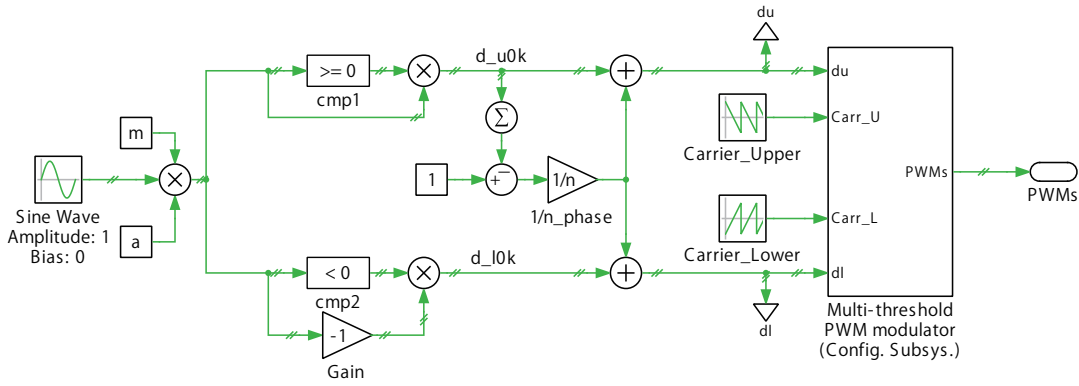 du
d_u0k
>= 0
cmp1
×
+
du
m
Σ
Carr_U
Carrier_Upper
×
1
+−
1/n
1/n_phase
PWMs
PWMs
Sine Wave
Amplitude: 1
Bias: 0
a
Carr_L
Carrier_Lower
d_l0k
< 0
cmp2
×
+
dl
-1
Gain
dl
Multi-threshold
PWM modulator
(Config. Subsys.)